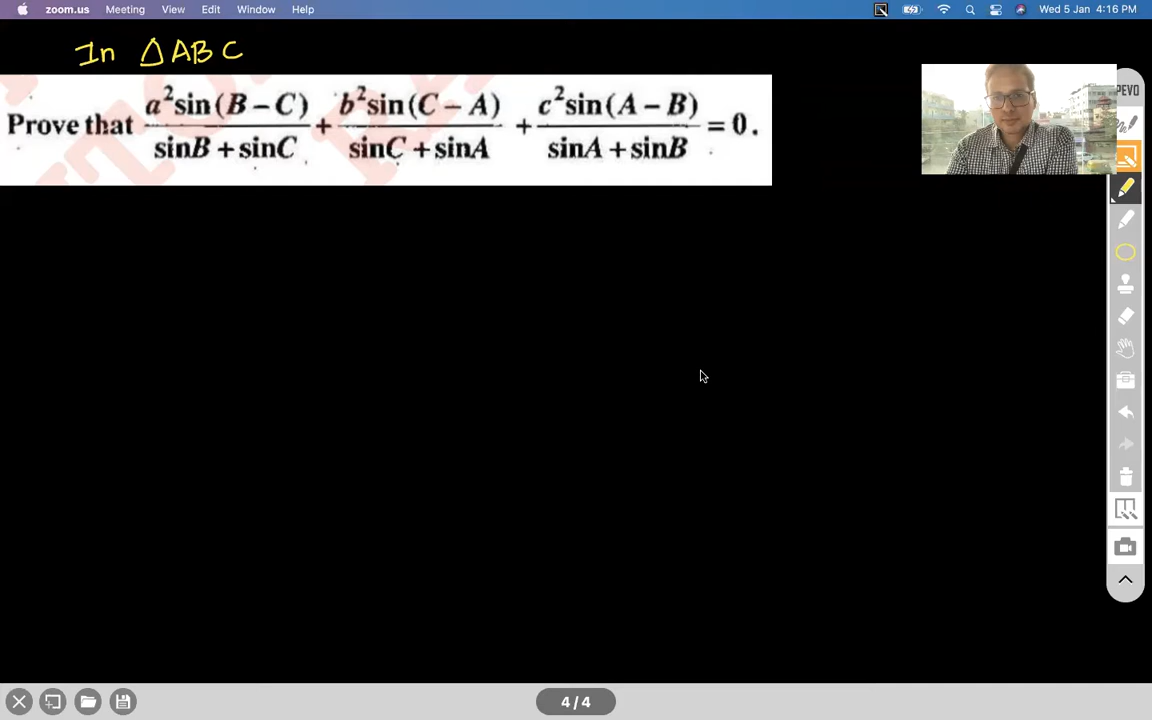 zoom.us Meeting View Edit Window Help Wed 5 Jan 4:16 PM
In △ABC
Prove that a²sin(B−C)/sinB+sinC + b²sin(C−A)/sinC+sinA + c²sin(A−B)/sinA+sinB = 0.
4/4